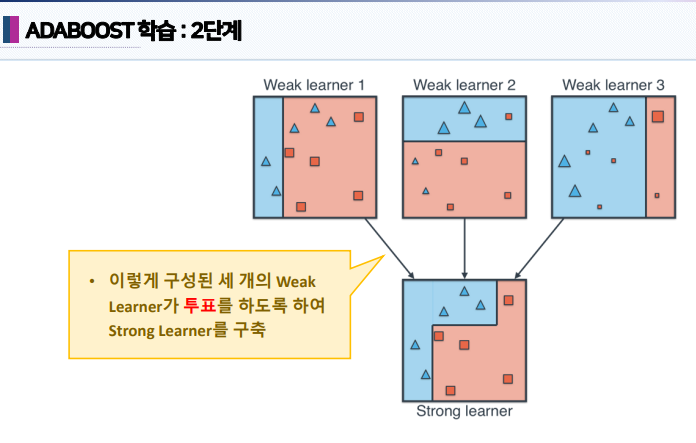 ADABOOST 학습 : 2단계
Weak learner 1
Weak learner 2
Weak learner 3
• 이렇게 구성된 세 개의 Weak
Learner가 투표를 하도록 하여
Strong Learner를 구축
Strong learner